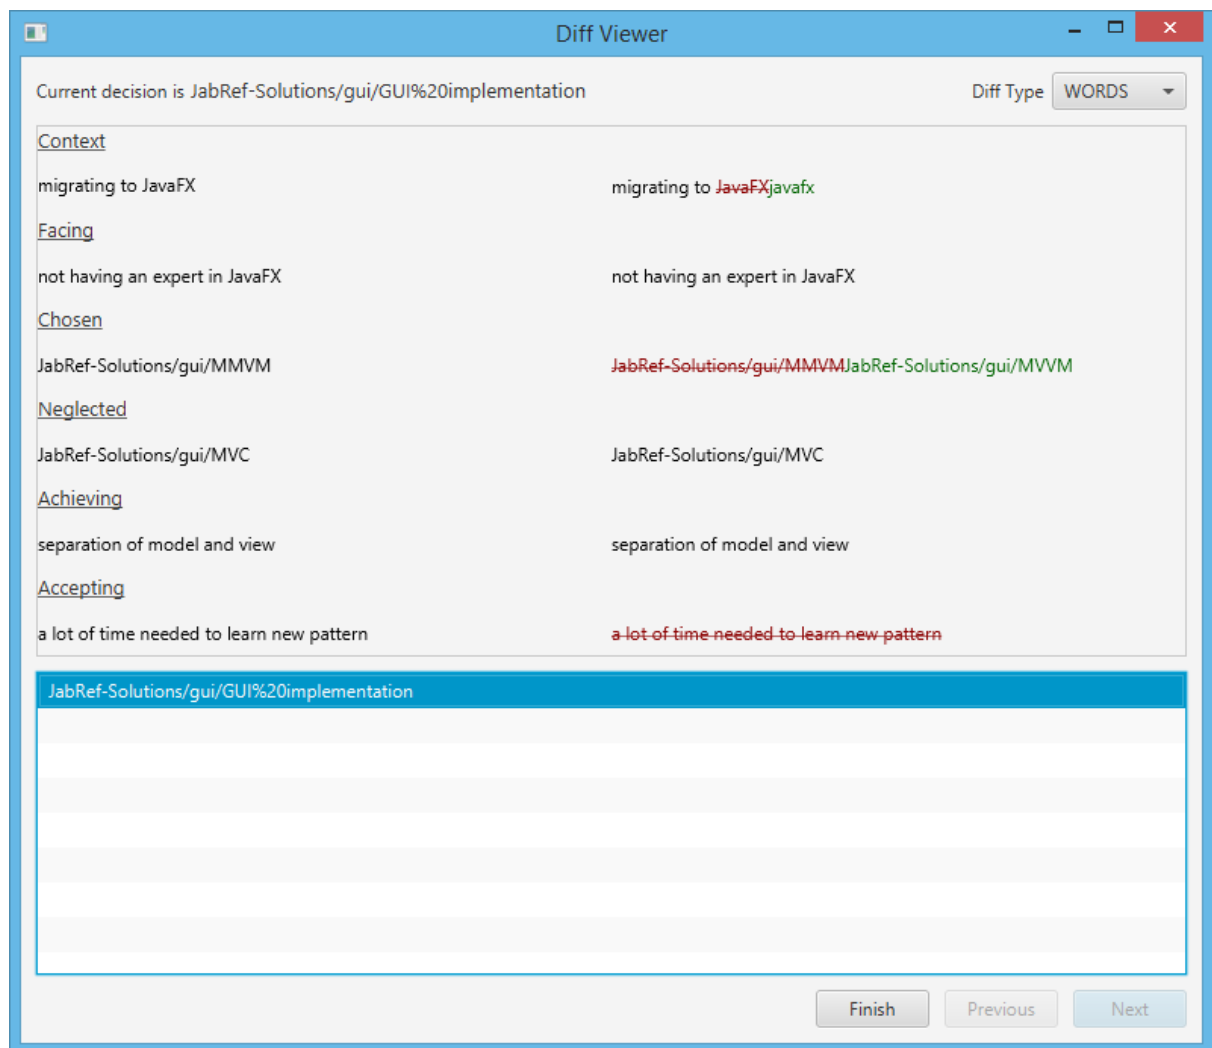 Diff Viewer
Current decision is JabRef-Solutions/gui/GUI%20implementation Diff Type WORDS
Context
migrating to JavaFX migrating to JavaFXjavafx
Facing
not having an expert in JavaFX not having an expert in JavaFX
Chosen
JabRef-Solutions/gui/MMVM JabRef-Solutions/gui/MMVMJabRef-Solutions/gui/MVVM
Neglected
JabRef-Solutions/gui/MVC JabRef-Solutions/gui/MVC
Achieving
separation of model and view separation of model and view
Accepting
a lot of time needed to learn new pattern a lot of time needed to learn new pattern
JabRef-Solutions/gui/GUI%20implementation
Finish Previous Next